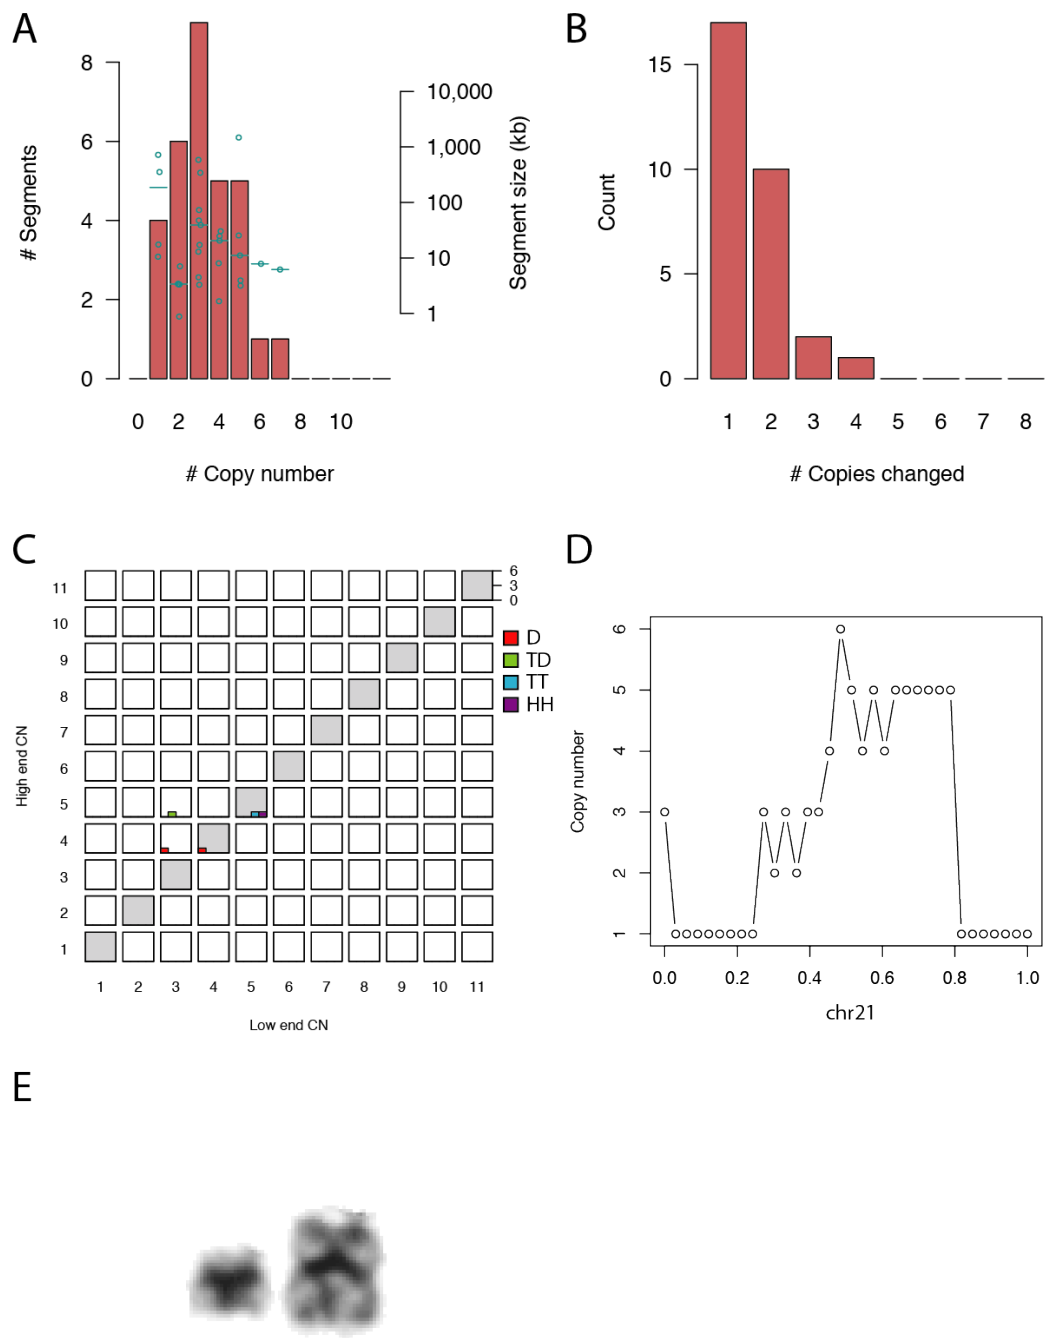 A
# Segments
8
6
4
2
0
0 2 4 6 8 10
# Copy number
10,000
1,000
100
10
1
Segment size (kb)
B
Count
15
10
5
0
1 2 3 4 5 6 7 8
# Copies changed
C
High end CN
11
10
9
8
7
6
5
4
3
2
1
1 2 3 4 5 6 7 8 9 10 11
Low end CN
6
3
0
D
TD
TT
HH
D
Copy number
6
5
4
3
2
1
0.0 0.2 0.4 0.6 0.8 1.0
chr21
E